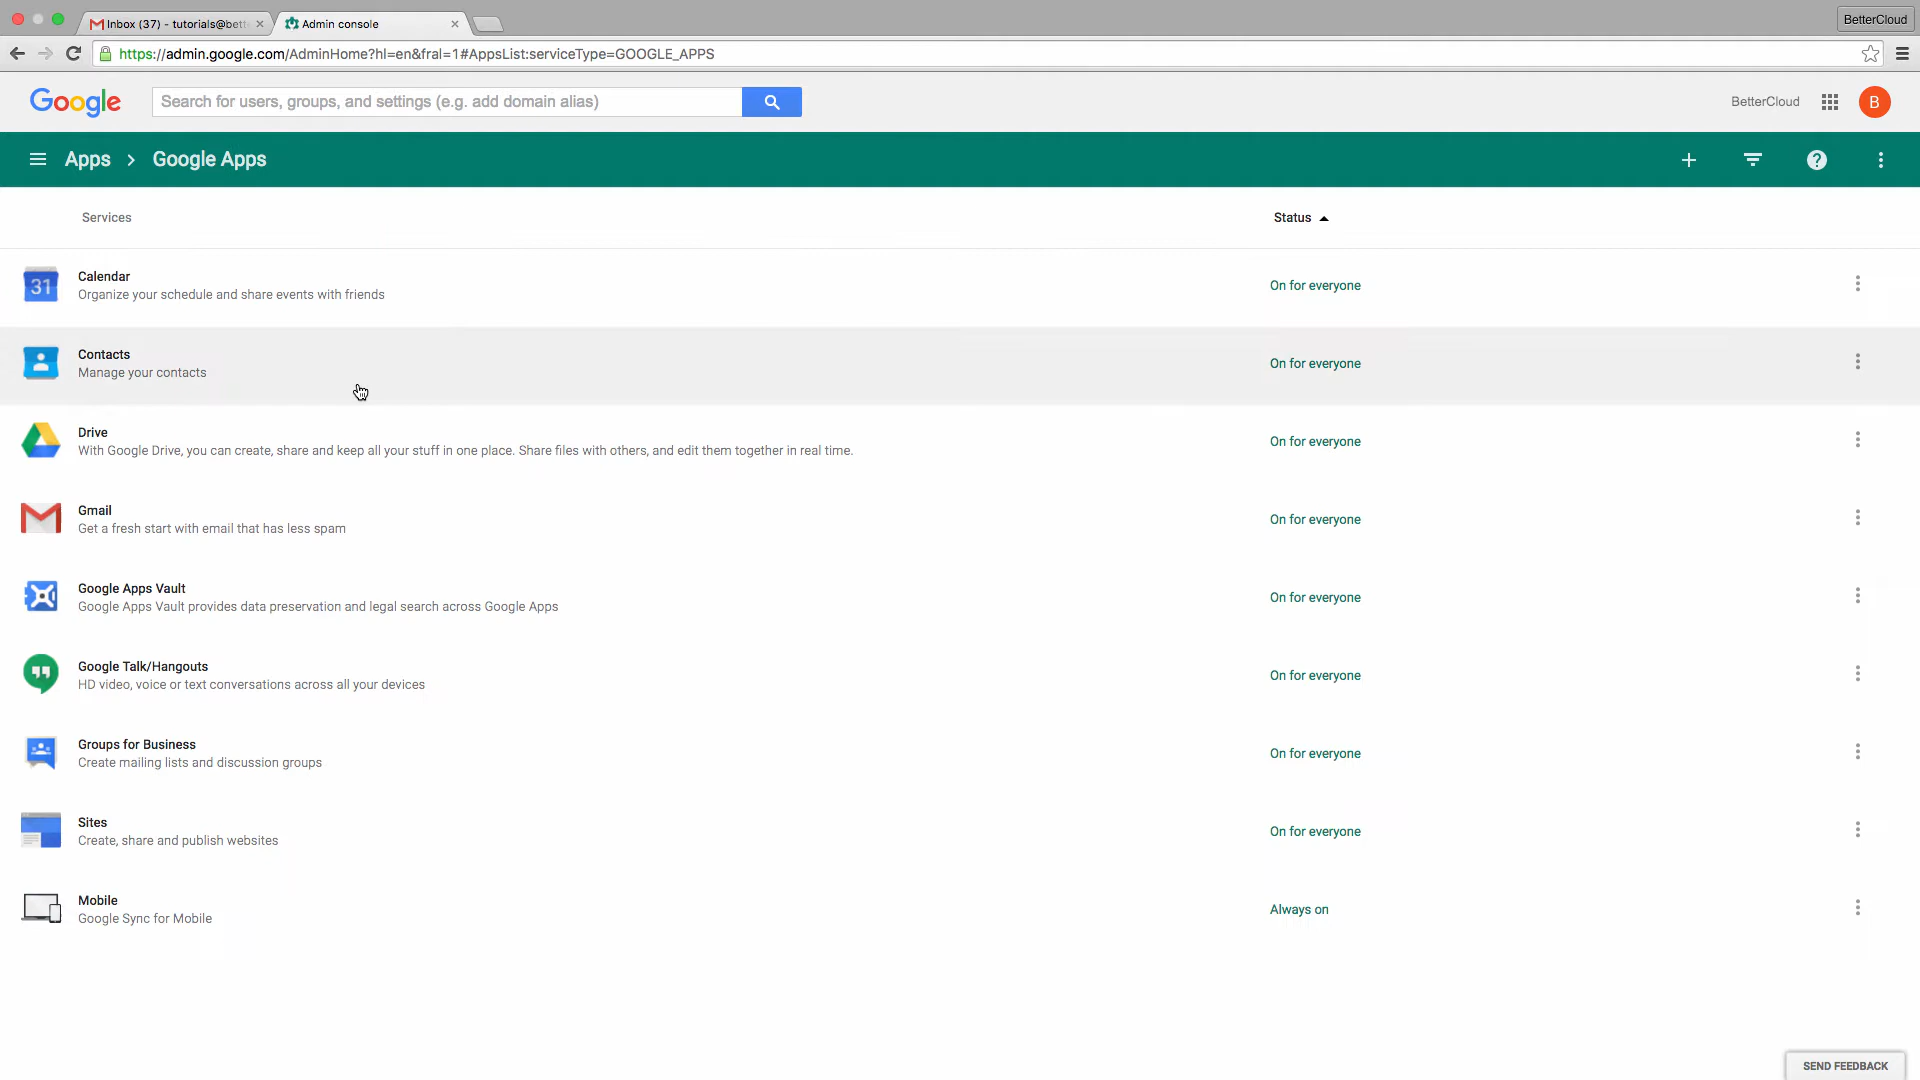 Inbox (37) - tutorials@bett
Admin console
BetterCloud
https://admin.google.com/AdminHome?hl=en&fral=1#AppsList:serviceType=GOOGLE_APPS
Google
Search for users, groups, and settings (e.g. add domain alias)
BetterCloud
B
Apps > Google Apps
Services
Status
31
Calendar
Organize your schedule and share events with friends
On for everyone
Contacts
Manage your contacts
On for everyone
Drive
With Google Drive, you can create, share and keep all your stuff in one place. Share files with others, and edit them together in real time.
On for everyone
Gmail
Get a fresh start with email that has less spam
On for everyone
Google Apps Vault
Google Apps Vault provides data preservation and legal search across Google Apps
On for everyone
Google Talk/Hangouts
HD video, voice or text conversations across all your devices
On for everyone
Groups for Business
Create mailing lists and discussion groups
On for everyone
Sites
Create, share and publish websites
On for everyone
Mobile
Google Sync for Mobile
Always on
SEND FEEDBACK